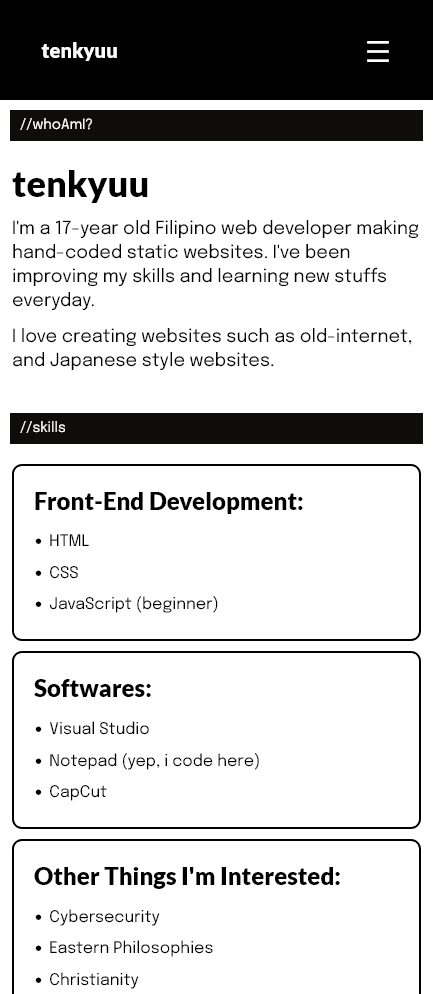 tenkyuu
//whoAmI?
tenkyuu
I'm a 17-year old Filipino web developer making
hand-coded static websites. I've been
improving my skills and learning new stuffs
everyday.
I love creating websites such as old-internet,
and Japanese style websites.
//skills
Front-End Development:
• HTML
• CSS
• JavaScript (beginner)
Softwares:
• Visual Studio
• Notepad (yep, i code here)
• CapCut
Other Things I'm Interested:
• Cybersecurity
• Eastern Philosophies
• Christianity